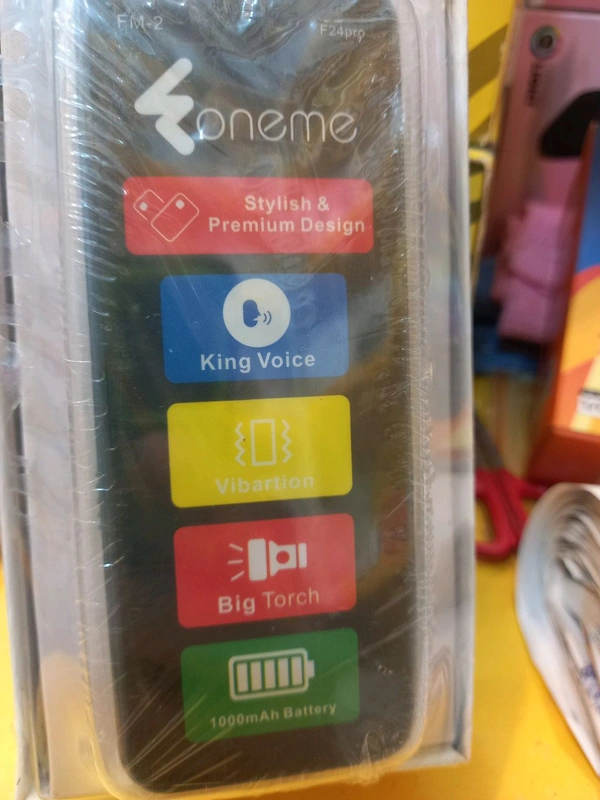 FM-2
F24pro
oneme
Stylish &
Premium Design
King Voice
Vibartion
Big Torch
1000mAh Battery